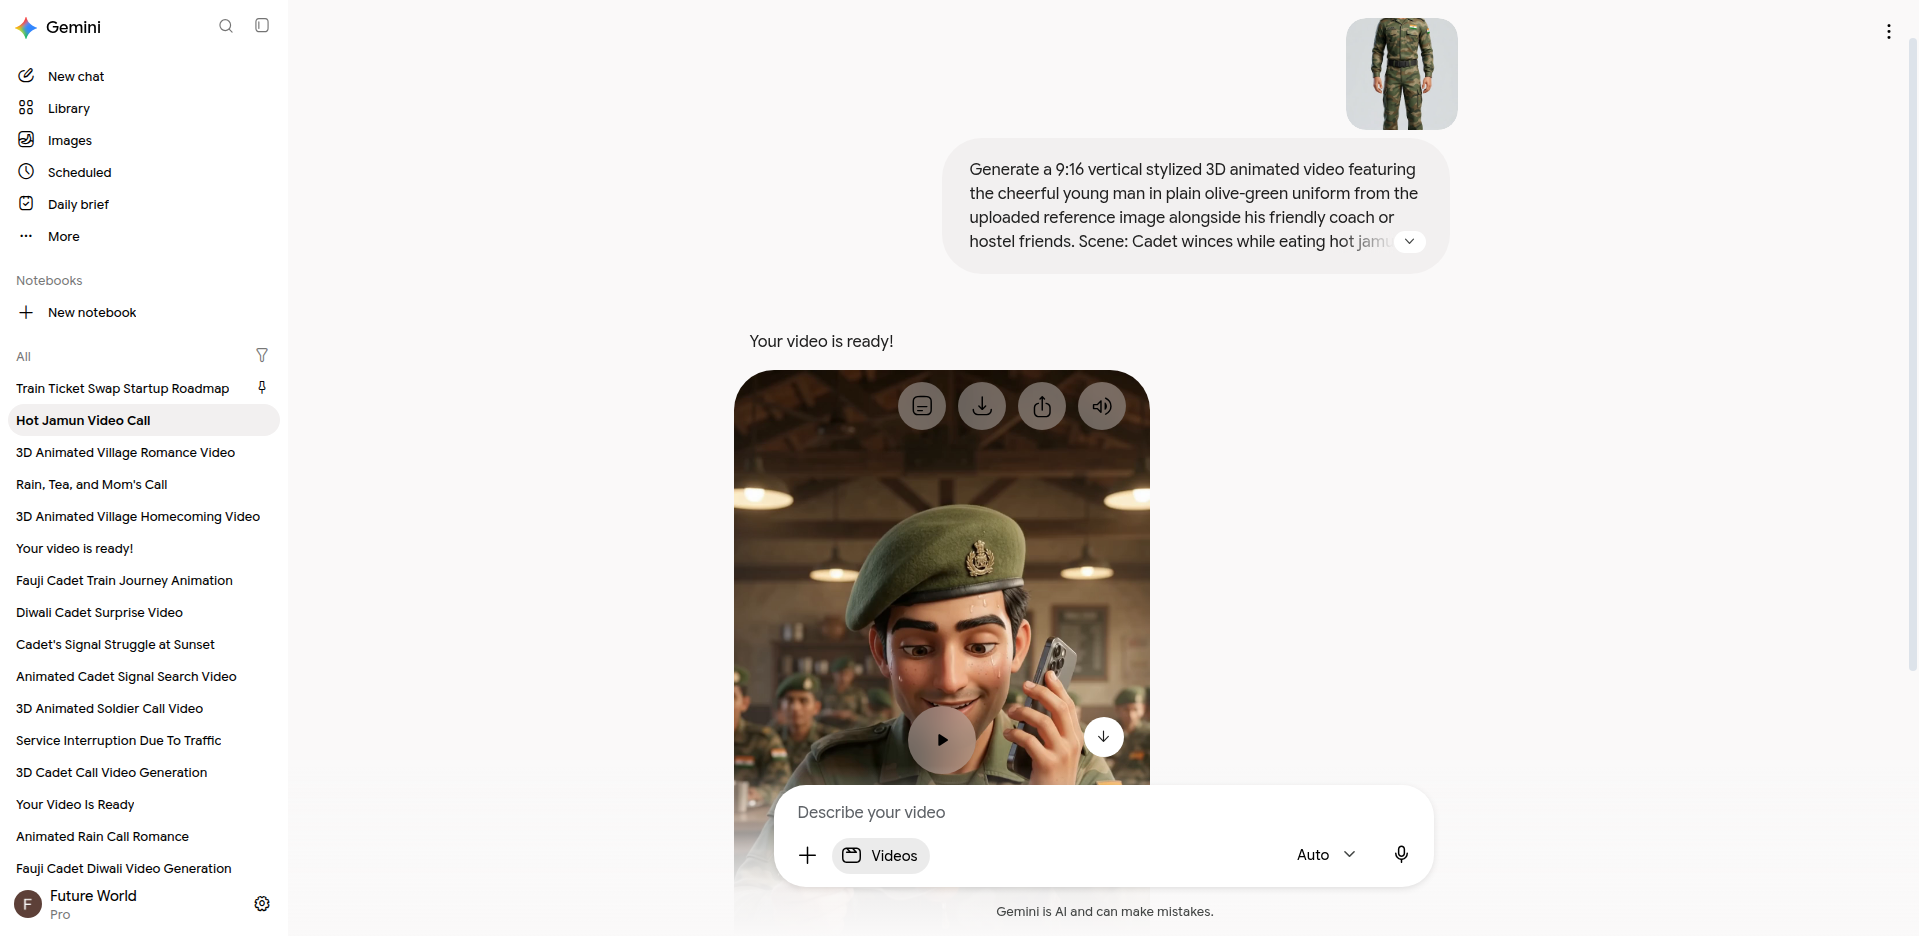 Gemini
New chat
Library
Images
Scheduled
Daily brief
More
Notebooks
New notebook
All
Train Ticket Swap Startup Roadmap
Hot Jamun Video Call
3D Animated Village Romance Video
Rain, Tea, and Mom's Call
3D Animated Village Homecoming Video
Your video is ready!
Fauji Cadet Train Journey Animation
Diwali Cadet Surprise Video
Cadet's Signal Struggle at Sunset
Animated Cadet Signal Search Video
3D Animated Soldier Call Video
Service Interruption Due To Traffic
3D Cadet Call Video Generation
Your Video Is Ready
Animated Rain Call Romance
Fauji Cadet Diwali Video Generation
F
Future World
Pro
Generate a 9:16 vertical stylized 3D animated video featuring
the cheerful young man in plain olive-green uniform from the
uploaded reference image alongside his friendly coach or
hostel friends. Scene: Cadet winces while eating hot jamu
Your video is ready!
Describe your video
Videos
Auto
Gemini is AI and can make mistakes.